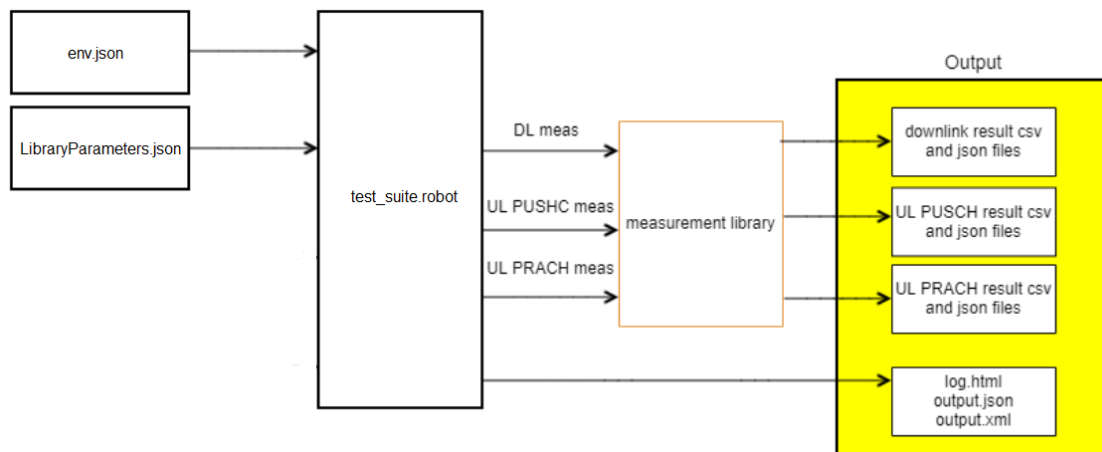 env.json
LibraryParameters.json
test_suite.robot
DL meas
UL PUSHC meas
UL PRACH meas
measurement library
Output
downlink result csv
and json files
UL PUSCH result csv
and json files
UL PRACH result csv
and json files
log.html
output.json
output.xml